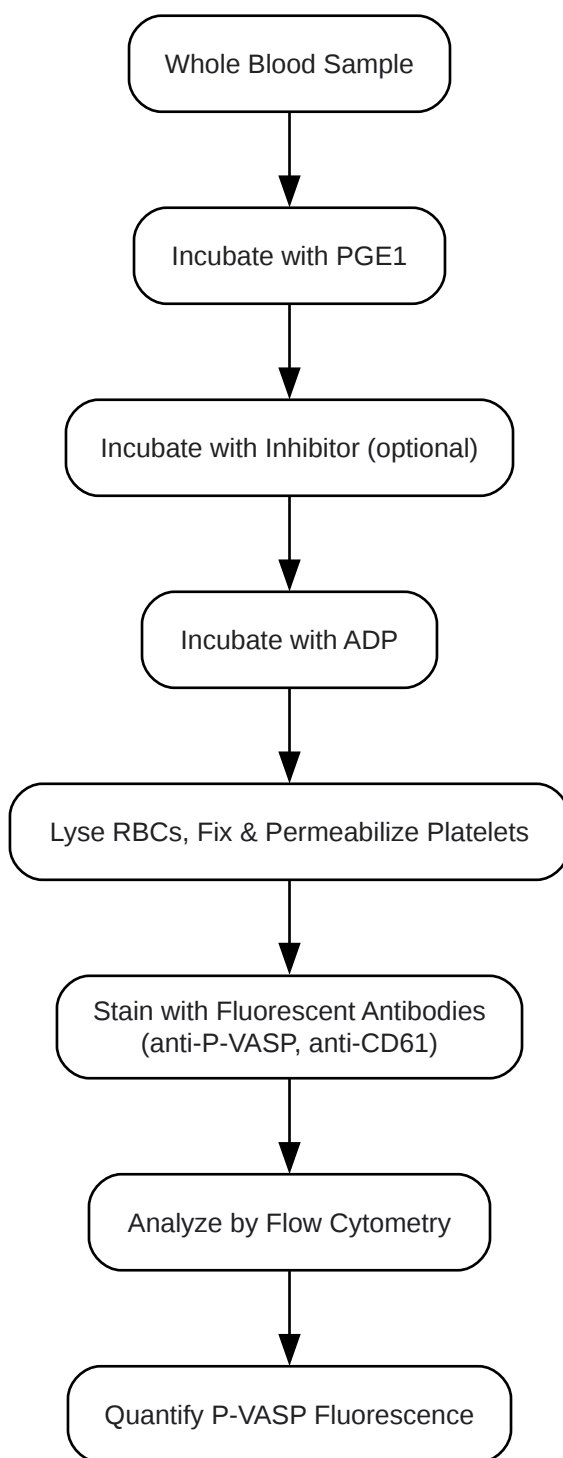 Whole Blood Sample
Incubate with PGE1
Incubate with Inhibitor (optional)
Incubate with ADP
Lyse RBCs, Fix & Permeabilize Platelets
Stain with Fluorescent Antibodies
(anti-P-VASP, anti-CD61)
Analyze by Flow Cytometry
Quantify P-VASP Fluorescence